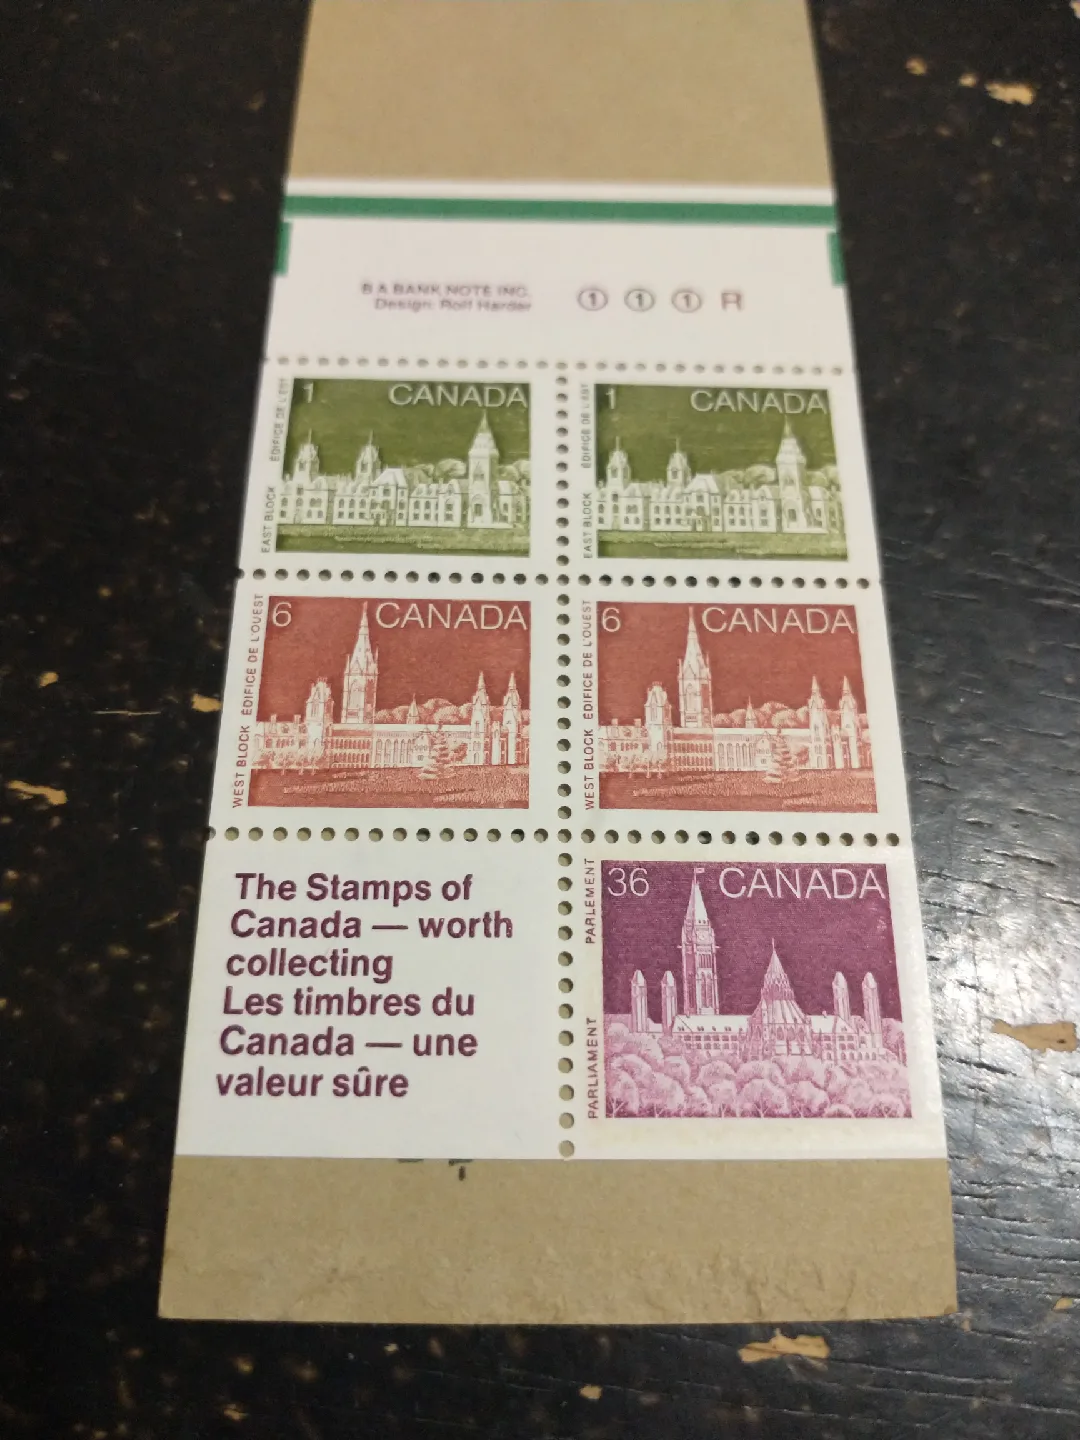 B A BANK NOTE INC.
Design: Rolf Harder
① ① ① R
1 CANADA
EAST BLOCK ÉDIFICE DE L'EST
1 CANADA
EAST BLOCK ÉDIFICE DE L'EST
6 CANADA
WEST BLOCK ÉDIFICE DE L'OUEST
6 CANADA
WEST BLOCK ÉDIFICE DE L'OUEST
The Stamps of
Canada — worth
collecting
Les timbres du
Canada — une
valeur sûre
36 CANADA
PARLIAMENT PARLEMENT